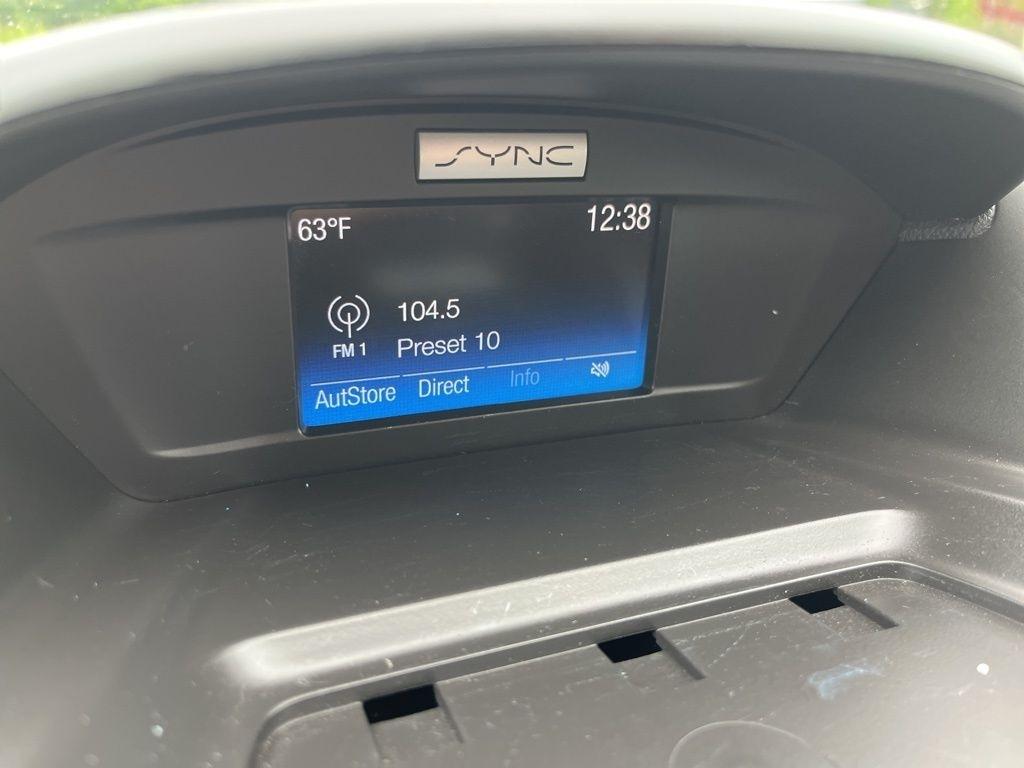 SYNC
63°F 12:38
104.5
FM 1 Preset 10
AutStore Direct Info